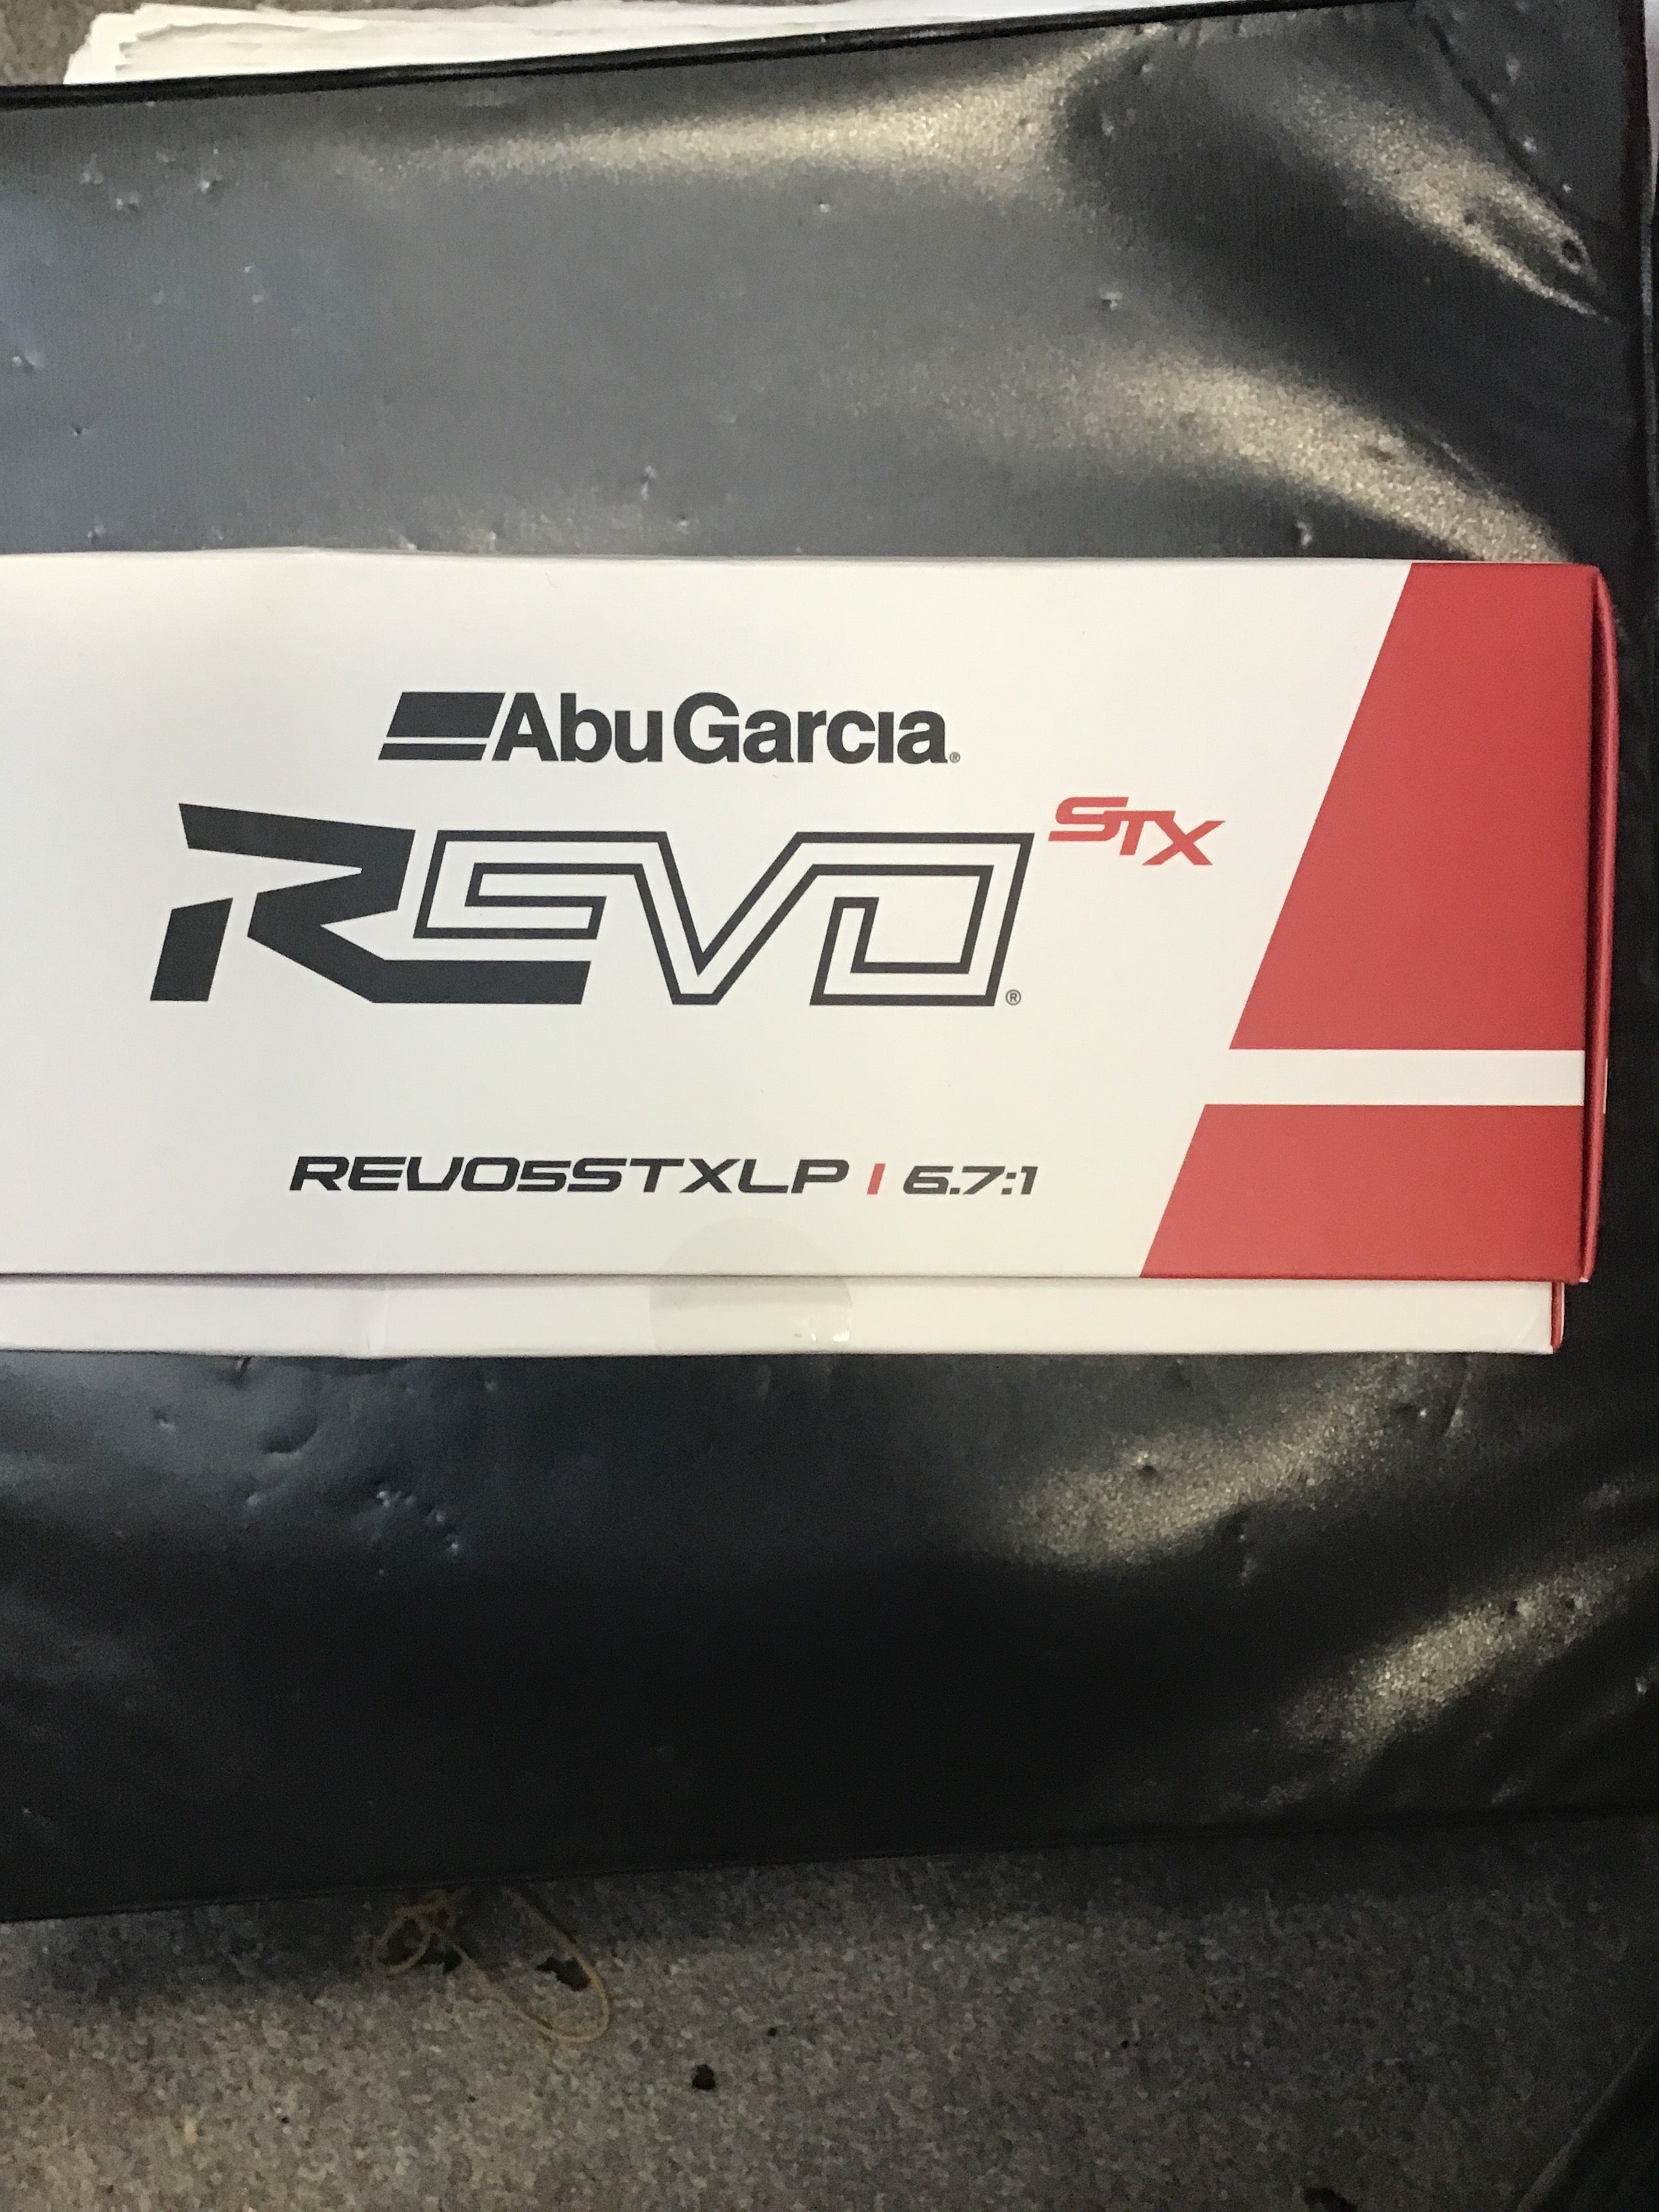 AbuGarcia®
REVO® STX
REVO5STXLP | 6.7:1